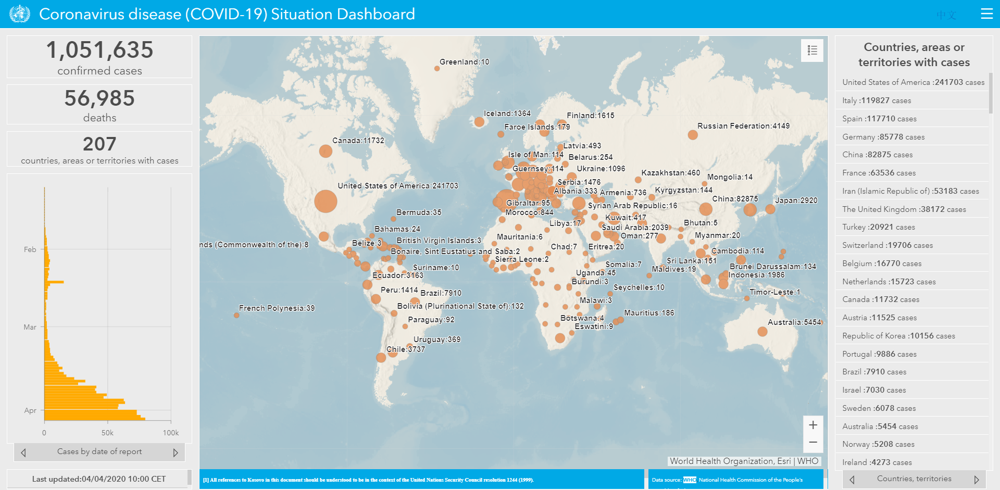 Coronavirus disease (COVID-19) Situation Dashboard
中文
1,051,635
confirmed cases
56,985
deaths
207
countries, areas or territories with cases
Feb
Mar
Apr
0 50k 100k
Cases by date of report
Last updated:04/04/2020 10:00 CET
Greenland:10
Iceland:1364
Finland:1615
Faroe Islands:179
Russian Federation:4149
Canada:11732
Latvia:493
Isle of Man:114
Belarus:254
Guernsey:114
Ukraine:1096
Kazakhstan:460
Mongolia:14
United States of America:241703
Serbia:1476
Albania:333
Armenia:736
Kyrgyzstan:144
China:82875
Japan:2920
Gibraltar:95
Syrian Arab Republic:16
Bermuda:35
Morocco:844
Kuwait:417
Libya:17
Bhutan:5
Bahamas:24
Saudi Arabia:2039
Mauritania:6
Oman:277
Myanmar:20
nds (Commonwealth of the):8
Belize:3
British Virgin Islands:3
Chad:7
Eritrea:20
Bonaire, Sint Eustatius and Saba:2
Cambodia:114
Sierra Leone:2
Sri Lanka:151
Somalia:7
Brunei Darussalam:134
Suriname:10
Maldives:19
Ecuador:3163
Uganda:45
Indonesia:1986
Burundi:3
Seychelles:10
Peru:1414
Brazil:7910
Timor-Leste:1
Malawi:3
French Polynesia:39
Bolivia (Plurinational State of):132
Mauritius:186
Paraguay:92
Botswana:4
Australia:5454
Eswatini:9
Uruguay:369
Chile:3737
World Health Organization, Esri | WHO
[1] All references to Kosovo in this document should be understood to be in the context of the United Nations Security Council resolution 1244 (1999).
Data source: WHO National Health Commission of the People's
Countries, areas or
territories with cases
United States of America :241703 cases
Italy :119827 cases
Spain :117710 cases
Germany :85778 cases
China :82875 cases
France :63536 cases
Iran (Islamic Republic of) :53183 cases
The United Kingdom :38172 cases
Turkey :20921 cases
Switzerland :19706 cases
Belgium :16770 cases
Netherlands :15723 cases
Canada :11732 cases
Austria :11525 cases
Republic of Korea :10156 cases
Portugal :9886 cases
Brazil :7910 cases
Israel :7030 cases
Sweden :6078 cases
Australia :5454 cases
Norway :5208 cases
Ireland :4273 cases
Countries, territories